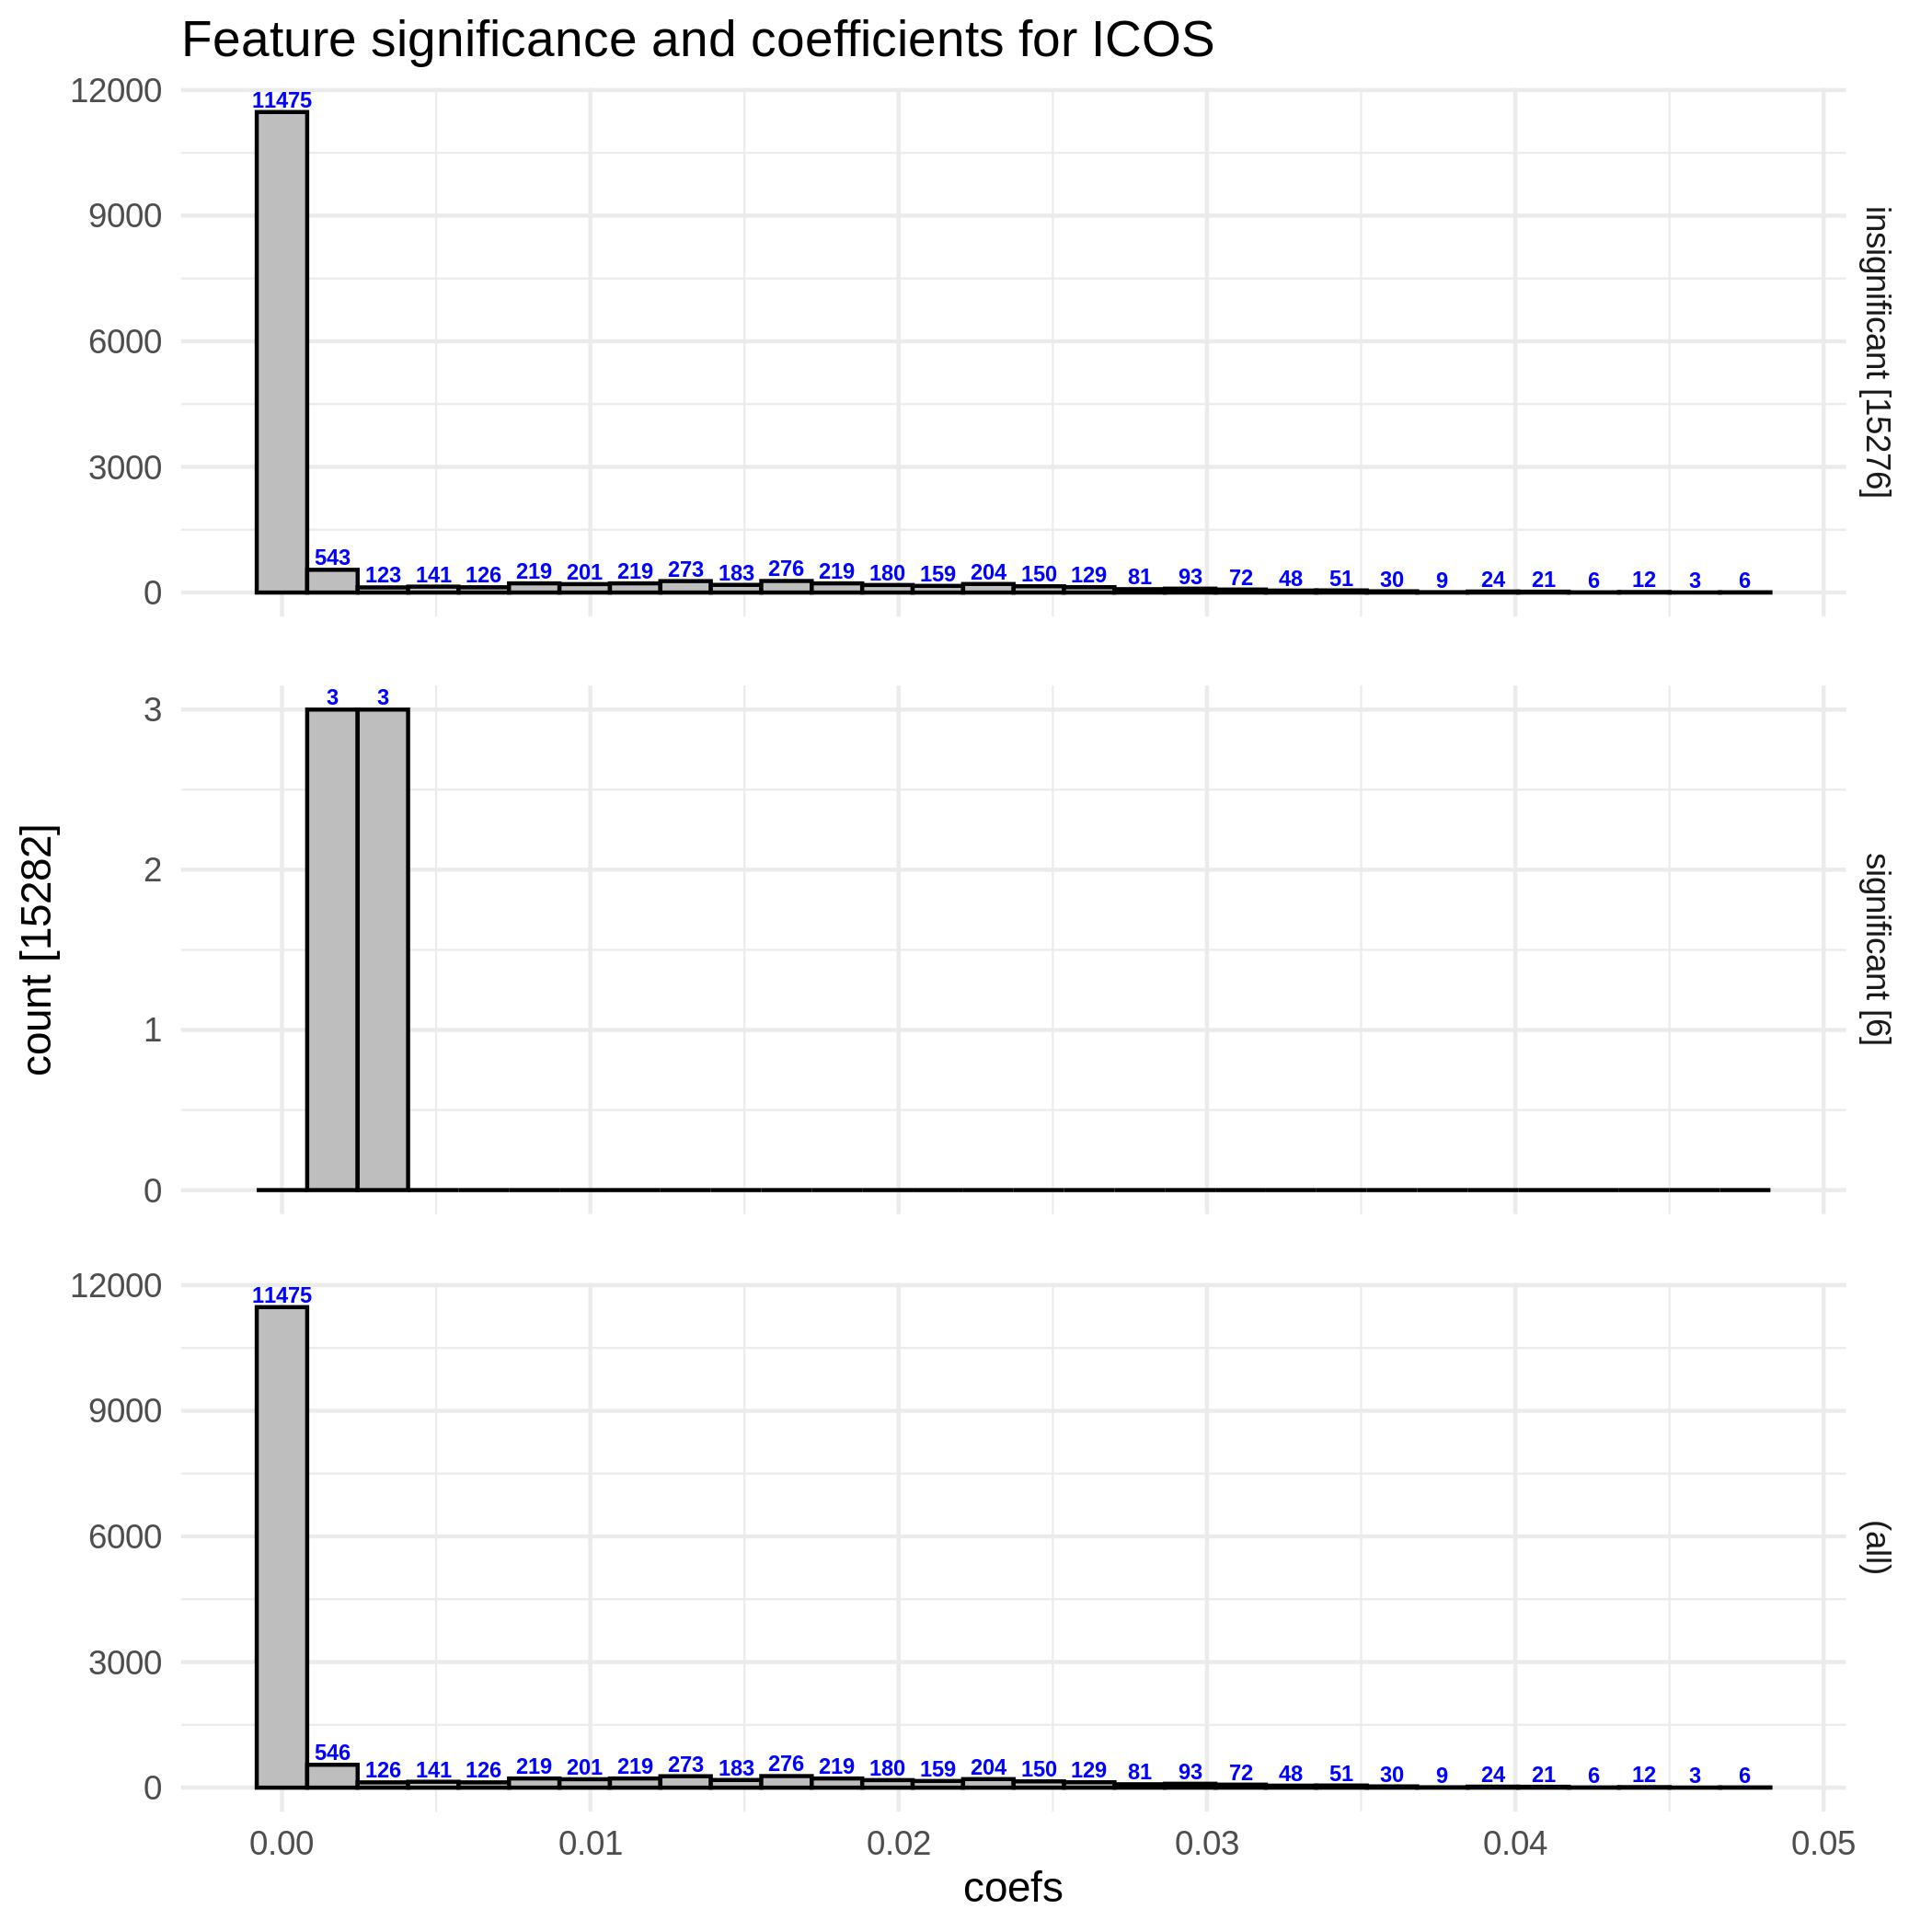 Feature significance and coefficients for ICOS
12000
9000
6000
3000
0
11475
543 123 141 126 219 201 219 273 183 276 219 180 159 204 150 129 81 93 72 48 51 30 9 24 21 6 12 3 6
insignificant [15276]
count [15282]
3
2
1
0
3 3
significant [6]
12000
9000
6000
3000
0
11475
546 126 141 126 219 201 219 273 183 276 219 180 159 204 150 129 81 93 72 48 51 30 9 24 21 6 12 3 6
(all)
0.00 0.01 0.02 0.03 0.04 0.05
coefs